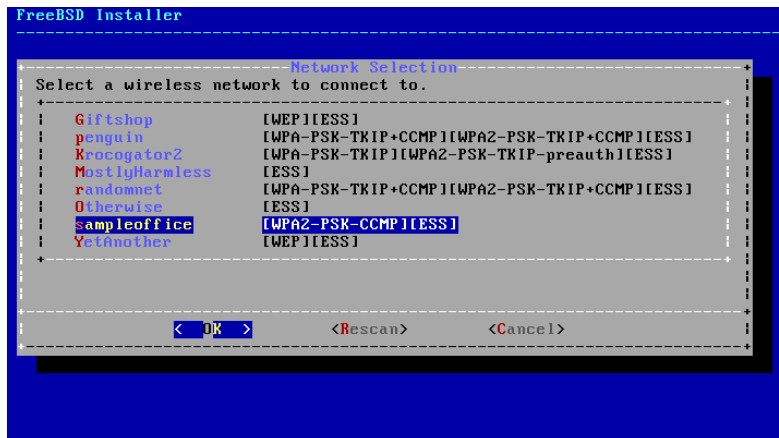 FreeBSD Installer
Network Selection
Select a wireless network to connect to.
Giftshop [WEP][ESS]
penguin [WPA-PSK-TKIP+CCMP][WPA2-PSK-TKIP+CCMP][ESS]
Krocogator2 [WPA-PSK-TKIP][WPA2-PSK-TKIP-preauth][ESS]
MostlyHarmless [ESS]
randomnet [WPA-PSK-TKIP+CCMP][WPA2-PSK-TKIP+CCMP][ESS]
Otherwise [ESS]
sampleoffice [WPA2-PSK-CCMP][ESS]
YetAnother [WEP][ESS]
< OK > <Rescan> <Cancel>